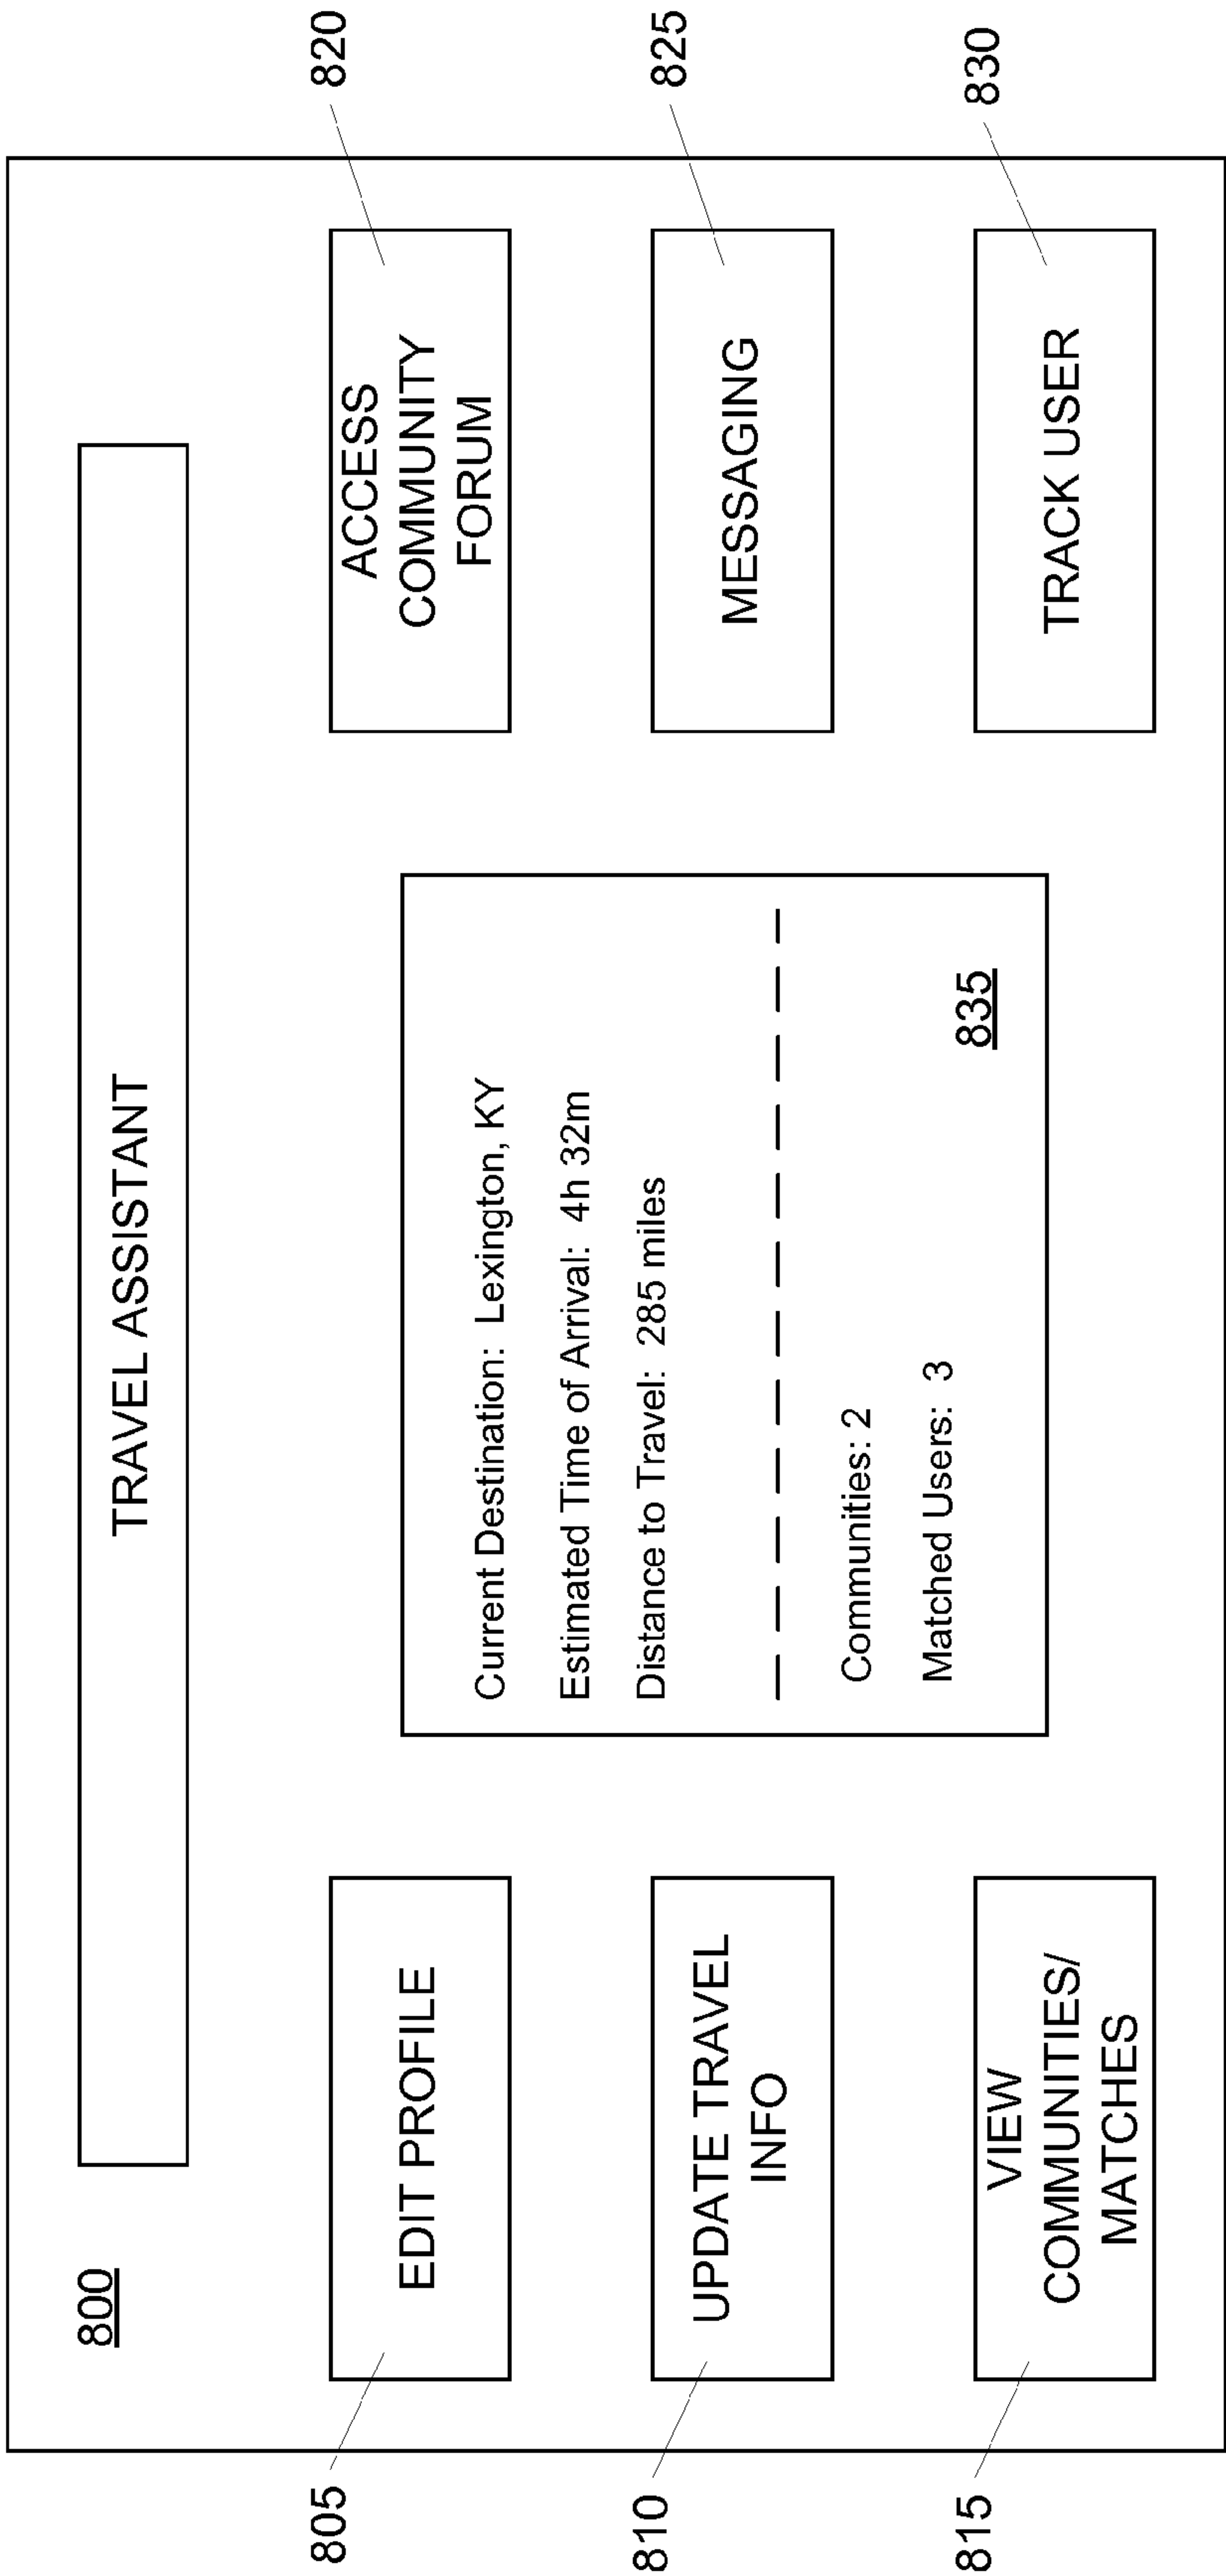 800
TRAVEL ASSISTANT
805
EDIT PROFILE
810
UPDATE TRAVEL
INFO
815
VIEW
COMMUNITIES/
MATCHES
Current Destination: Lexington, KY
Estimated Time of Arrival: 4h 32m
Distance to Travel: 285 miles
Communities: 2
Matched Users: 3
835
ACCESS
COMMUNITY
FORUM
820
MESSAGING
825
TRACK USER
830